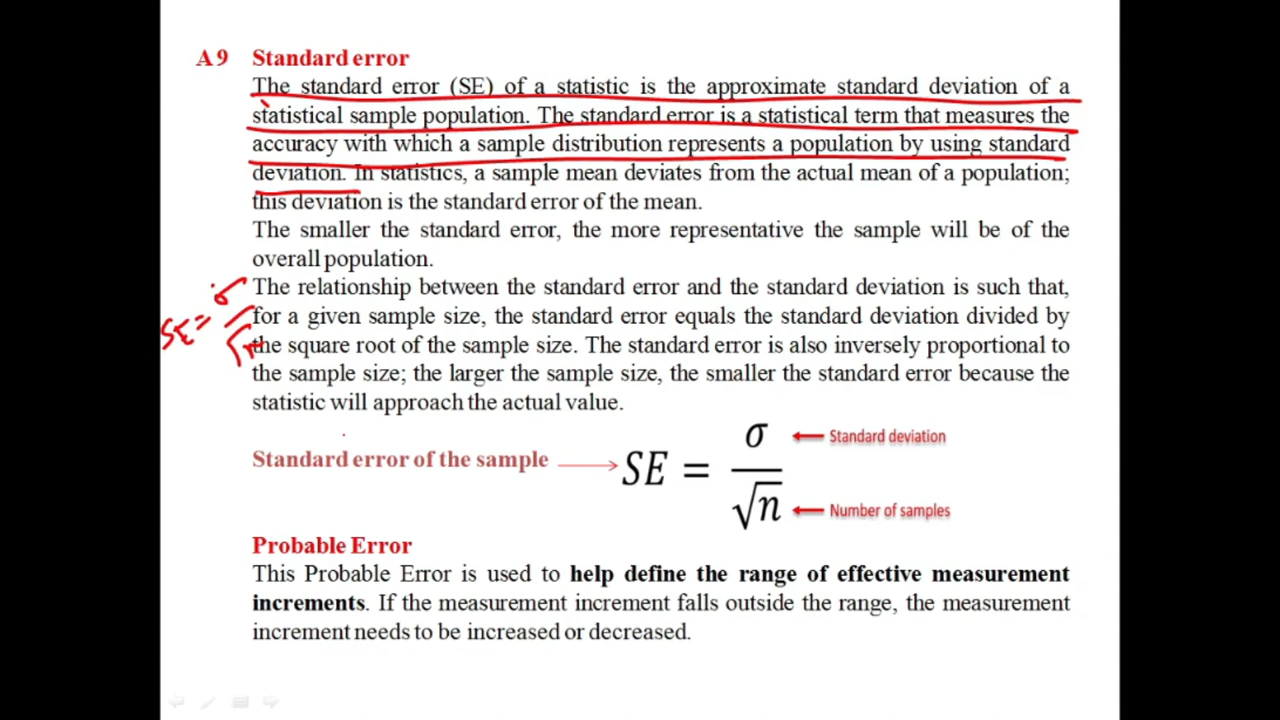 A 9 Standard error
The standard error (SE) of a statistic is the approximate standard deviation of a
statistical sample population. The standard error is a statistical term that measures the
accuracy with which a sample distribution represents a population by using standard
deviation. In statistics, a sample mean deviates from the actual mean of a population;
this deviation is the standard error of the mean.
The smaller the standard error, the more representative the sample will be of the
overall population.
The relationship between the standard error and the standard deviation is such that,
for a given sample size, the standard error equals the standard deviation divided by
the square root of the sample size. The standard error is also inversely proportional to
the sample size; the larger the sample size, the smaller the standard error because the
statistic will approach the actual value.
SE = σ / √n
Standard error of the sample → SE = σ / √n
← Standard deviation
← Number of samples
Probable Error
This Probable Error is used to help define the range of effective measurement
increments. If the measurement increment falls outside the range, the measurement
increment needs to be increased or decreased.